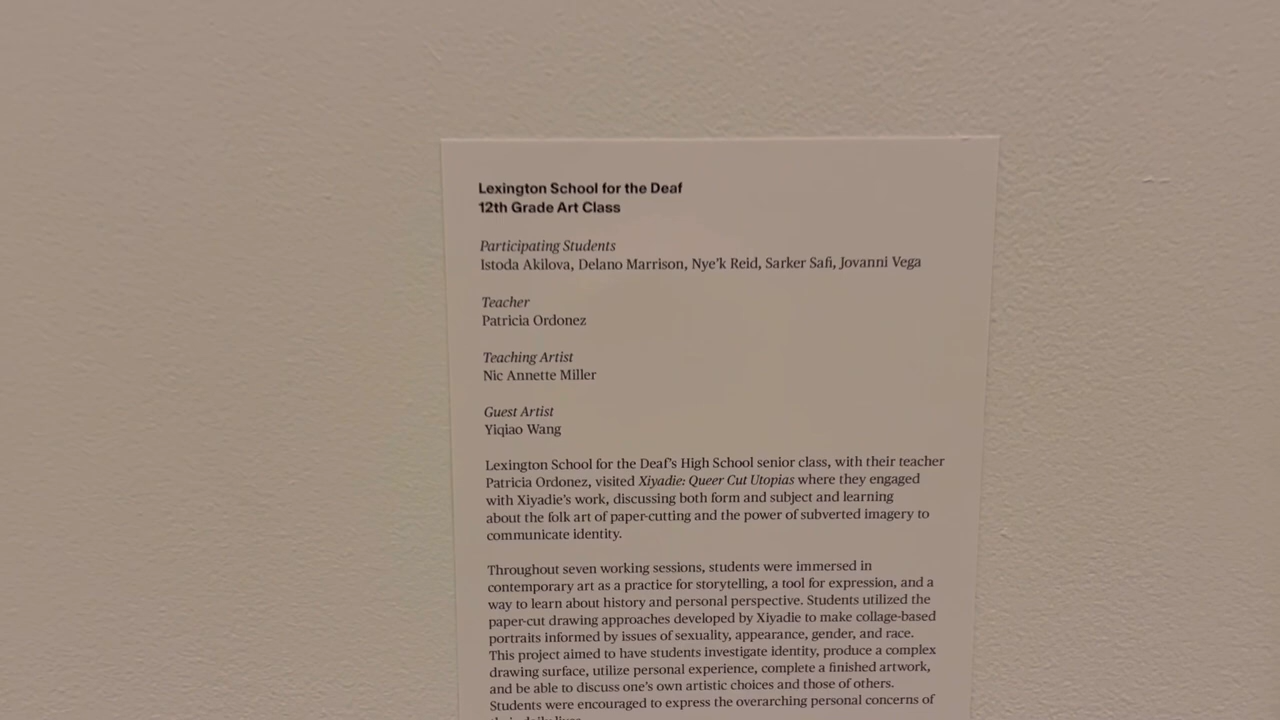 Lexington School for the Deaf
12th Grade Art Class
Participating Students
Istoda Akilova, Delano Marrison, Nye'k Reid, Sarker Safi, Jovanni Vega
Teacher
Patricia Ordonez
Teaching Artist
Nic Annette Miller
Guest Artist
Yiqiao Wang
Lexington School for the Deaf's High School senior class, with their teacher
Patricia Ordonez, visited Xiyadie: Queer Cut Utopias where they engaged
with Xiyadie's work, discussing both form and subject and learning
about the folk art of paper-cutting and the power of subverted imagery to
communicate identity.
Throughout seven working sessions, students were immersed in
contemporary art as a practice for storytelling, a tool for expression, and a
way to learn about history and personal perspective. Students utilized the
paper-cut drawing approaches developed by Xiyadie to make collage-based
portraits informed by issues of sexuality, appearance, gender, and race.
This project aimed to have students investigate identity, produce a complex
drawing surface, utilize personal experience, complete a finished artwork,
and be able to discuss one's own artistic choices and those of others.
Students were encouraged to express the overarching personal concerns of